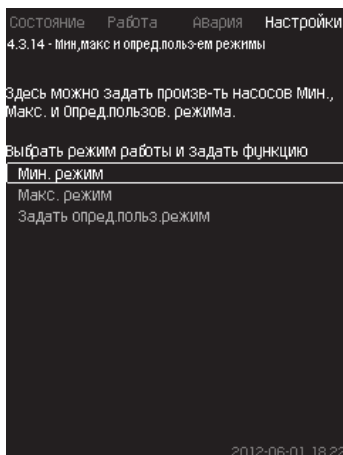 Состояние Работа Авария Настройки
4.3.14 - Мин,макс и опред.польз-ем режимы
Здесь можно задать произв-ть насосов Мин.,
Макс. и Опред.пользов. режима.
Выбрать режим работы и задать функцию
Мин. режим
Макс. режим
Задать опред.польз.режим
2012-06-01 18:22